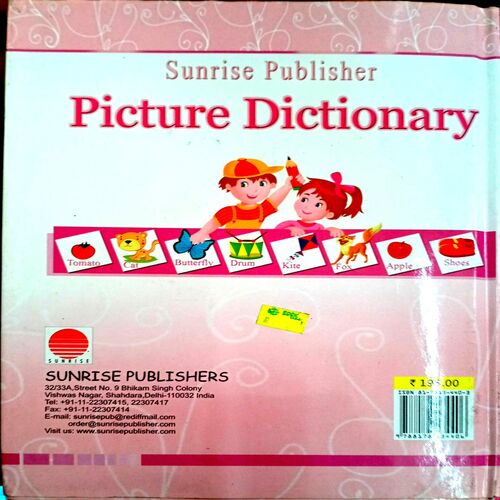 Sunrise Publisher
Picture Dictionary
Tomato Cat Butterfly Drum Kite Fox Apple Shoes
SUNRISE
SUNRISE PUBLISHERS
32/33A,Street No. 9 Bhikam Singh Colony
Vishwas Nagar, Shahdara,Delhi-110032 India
Tel: +91-11-22307415, 22307417
Fax: +91-11-22307414
E-mail: sunrisepub@rediffmail.com
order@sunrisepublisher.com
Visit us: www.sunrisepublisher.com
₹
ISBN